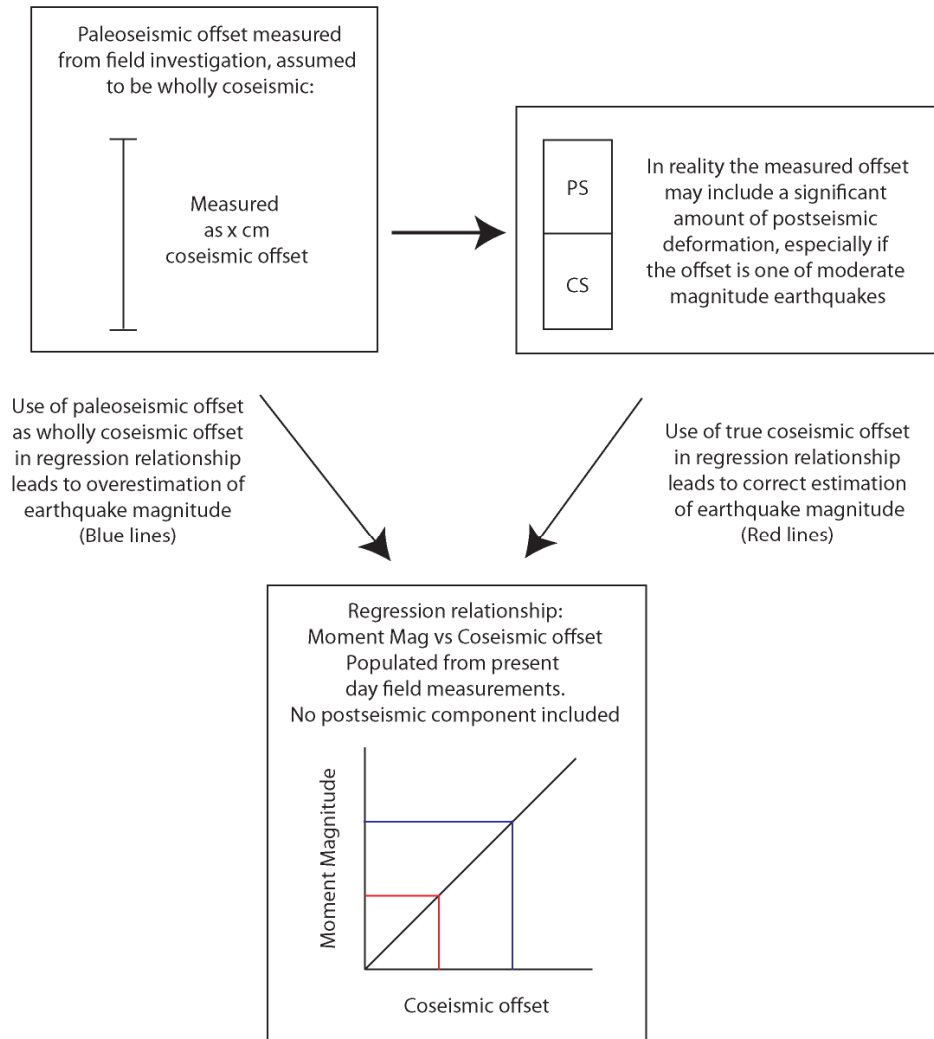 Paleoseismic offset measured
from field investigation, assumed
to be wholly coseismic:
Measured
as x cm
coseismic offset
PS
CS
In reality the measured offset
may include a significant
amount of postseismic
deformation, especially if
the offset is one of moderate
magnitude earthquakes
Use of paleoseismic offset
as wholly coseismic offset
in regression relationship
leads to overestimation of
earthquake magnitude
(Blue lines)
Use of true coseismic offset
in regression relationship
leads to correct estimation
of earthquake magnitude
(Red lines)
Regression relationship:
Moment Mag vs Coseismic offset
Populated from present
day field measurements.
No postseismic component included
Moment Magnitude
Coseismic offset